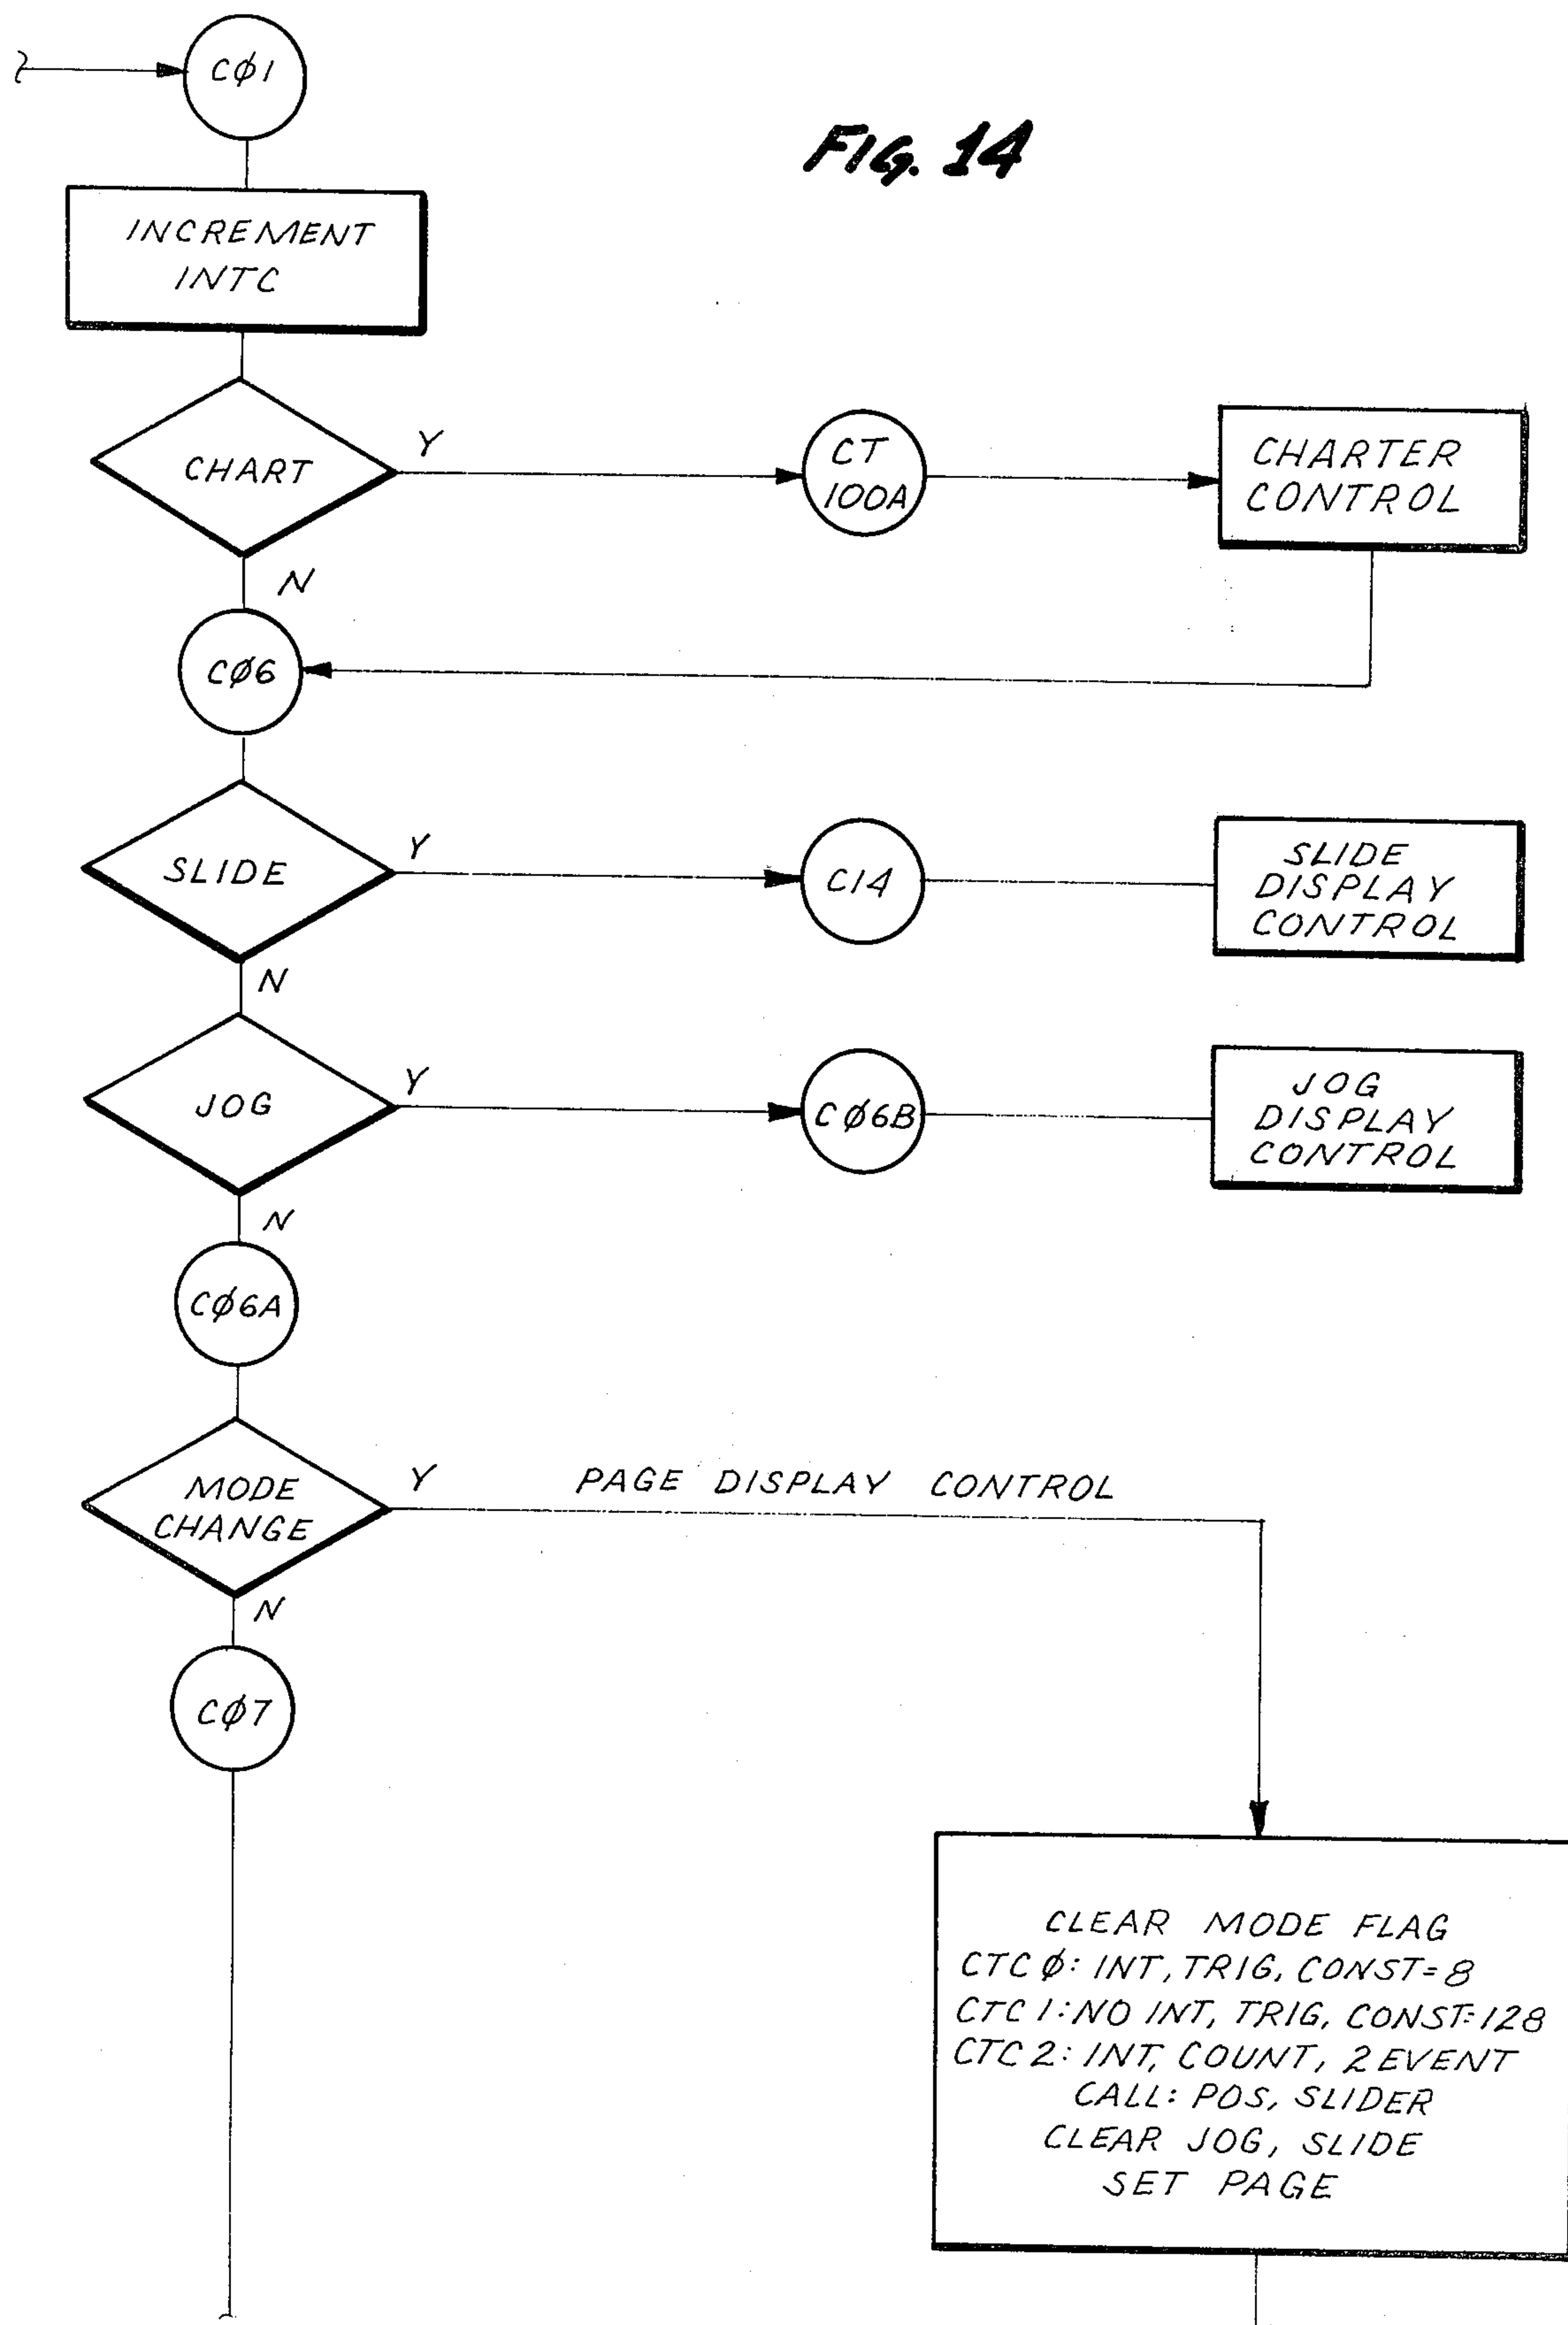 CØ1
FIG. 14
INCREMENT
INTC
CHART
Y
CT
100A
CHARTER
CONTROL
N
CØ6
SLIDE
Y
C14
SLIDE
DISPLAY
CONTROL
N
JOG
Y
CØ6B
JOG
DISPLAY
CONTROL
N
CØ6A
MODE
CHANGE
Y
PAGE DISPLAY CONTROL
N
CØ7
CLEAR MODE FLAG
CTC Ø: INT, TRIG, CONST=8
CTC 1: NO INT, TRIG, CONST=128
CTC 2: INT, COUNT, 2 EVENT
CALL: POS, SLIDER
CLEAR JOG, SLIDE
SET PAGE